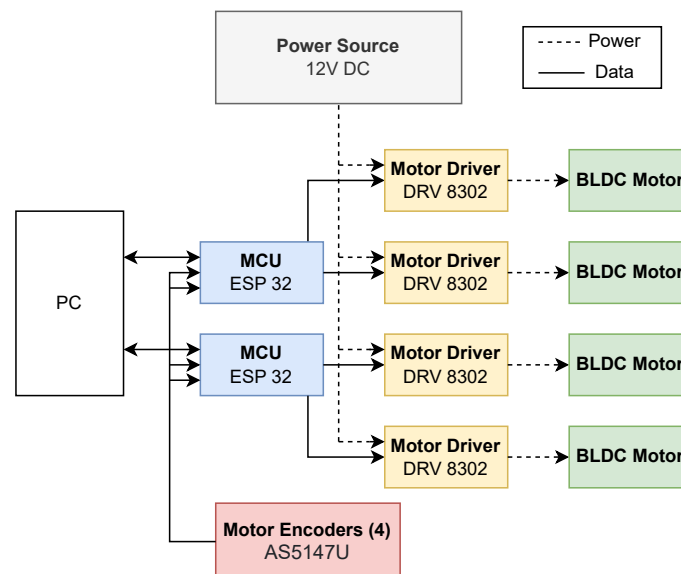 Power Source
12V DC
Power
Data
Motor Driver
DRV 8302
BLDC Motor
PC
MCU
ESP 32
Motor Driver
DRV 8302
BLDC Motor
MCU
ESP 32
Motor Driver
DRV 8302
BLDC Motor
Motor Driver
DRV 8302
BLDC Motor
Motor Encoders (4)
AS5147U